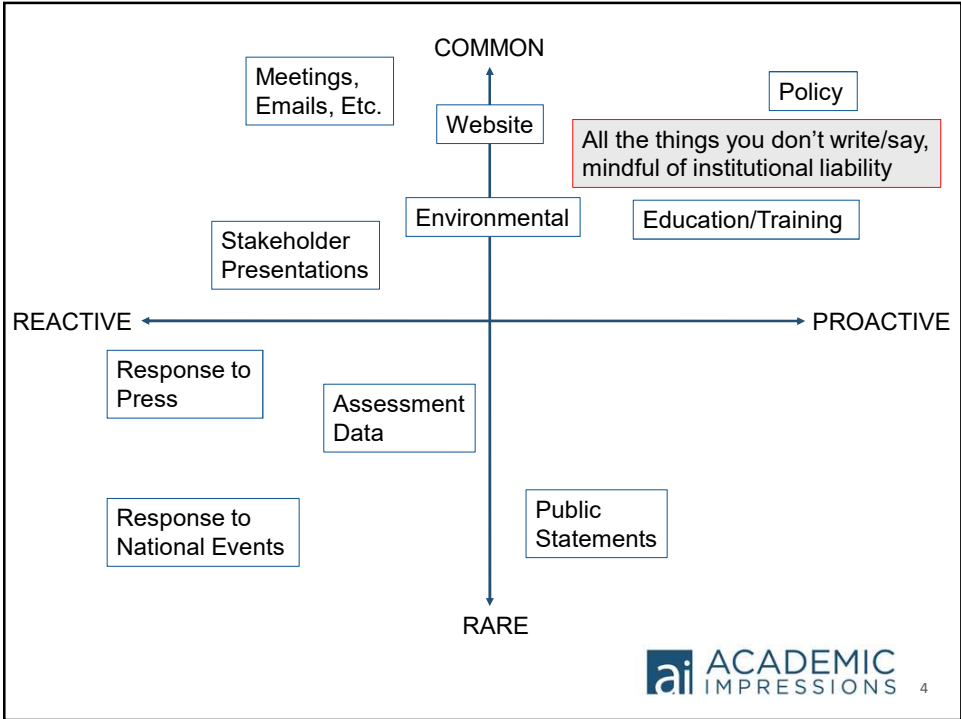 COMMON
Meetings,
Emails, Etc.
Policy
Website
All the things you don’t write/say,
mindful of institutional liability
Environmental
Education/Training
Stakeholder
Presentations
REACTIVE
PROACTIVE
Response to
Press
Assessment
Data
Response to
National Events
Public
Statements
RARE
ai ACADEMIC
IMPRESSIONS
4